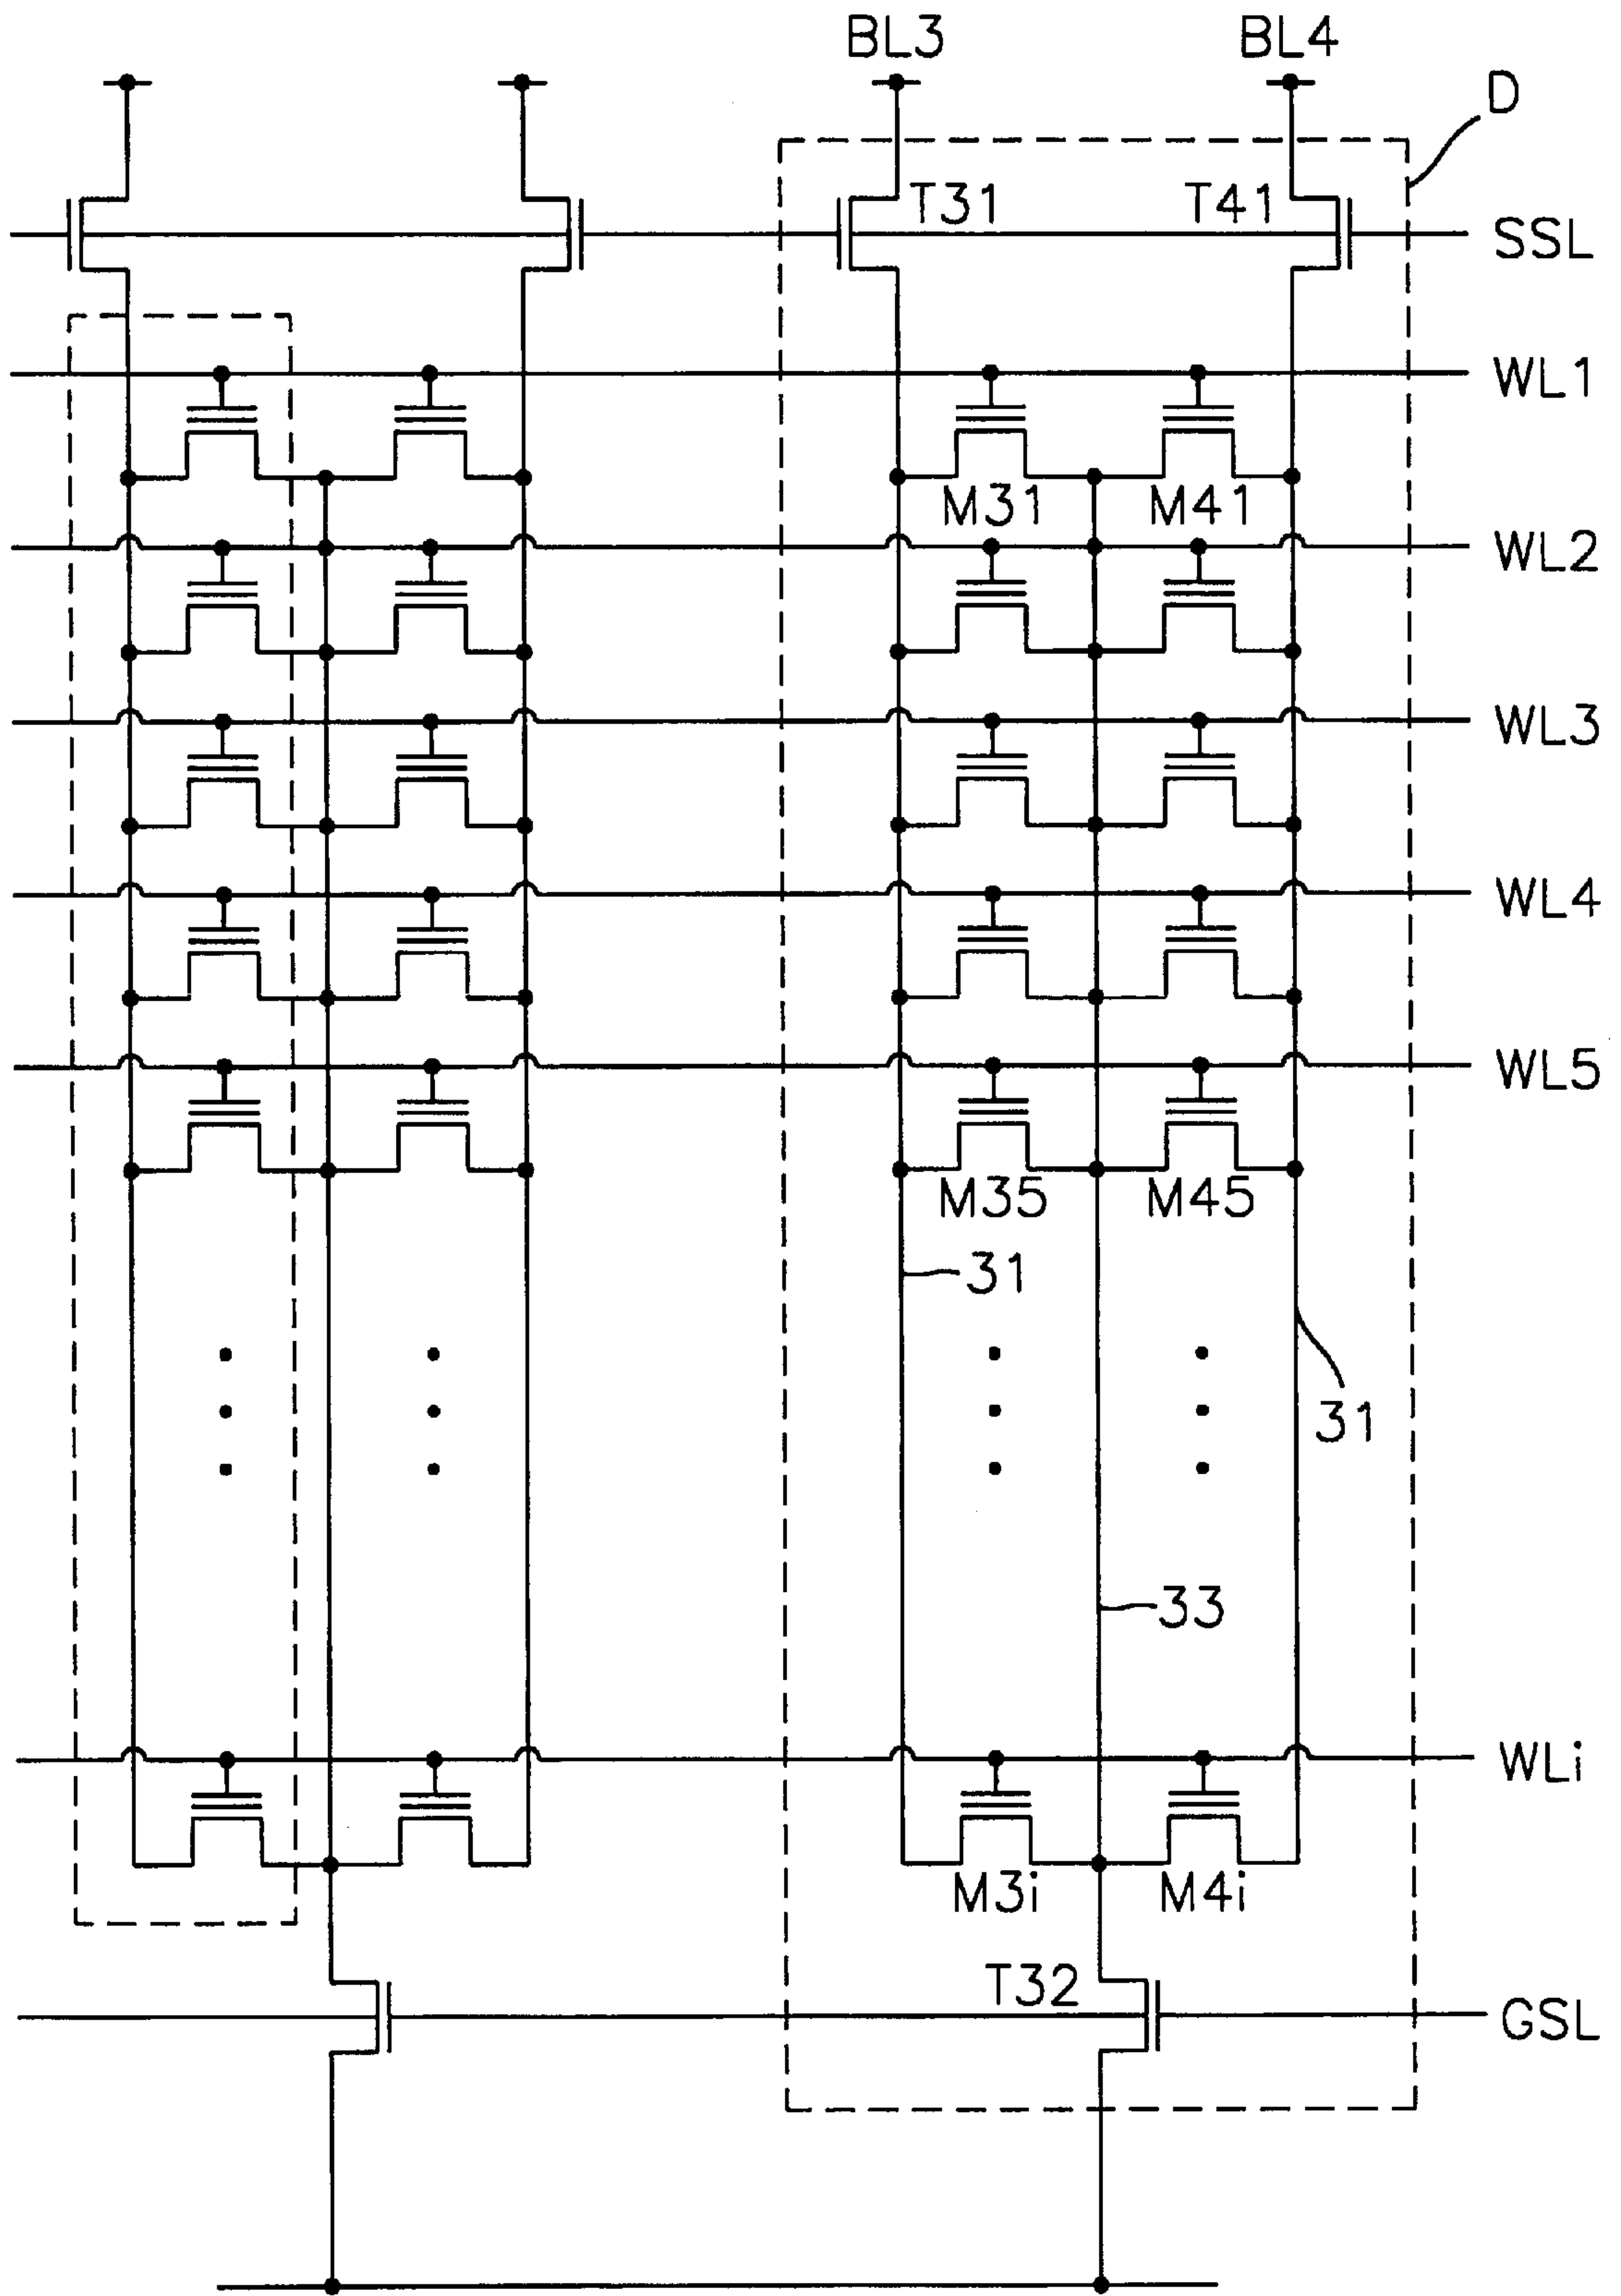 BL3 BL4
D
T31 T41
SSL
WL1
M31 M41
WL2
WL3
WL4
WL5
M35 M45
31
31
33
WLi
M3i M4i
T32
GSL